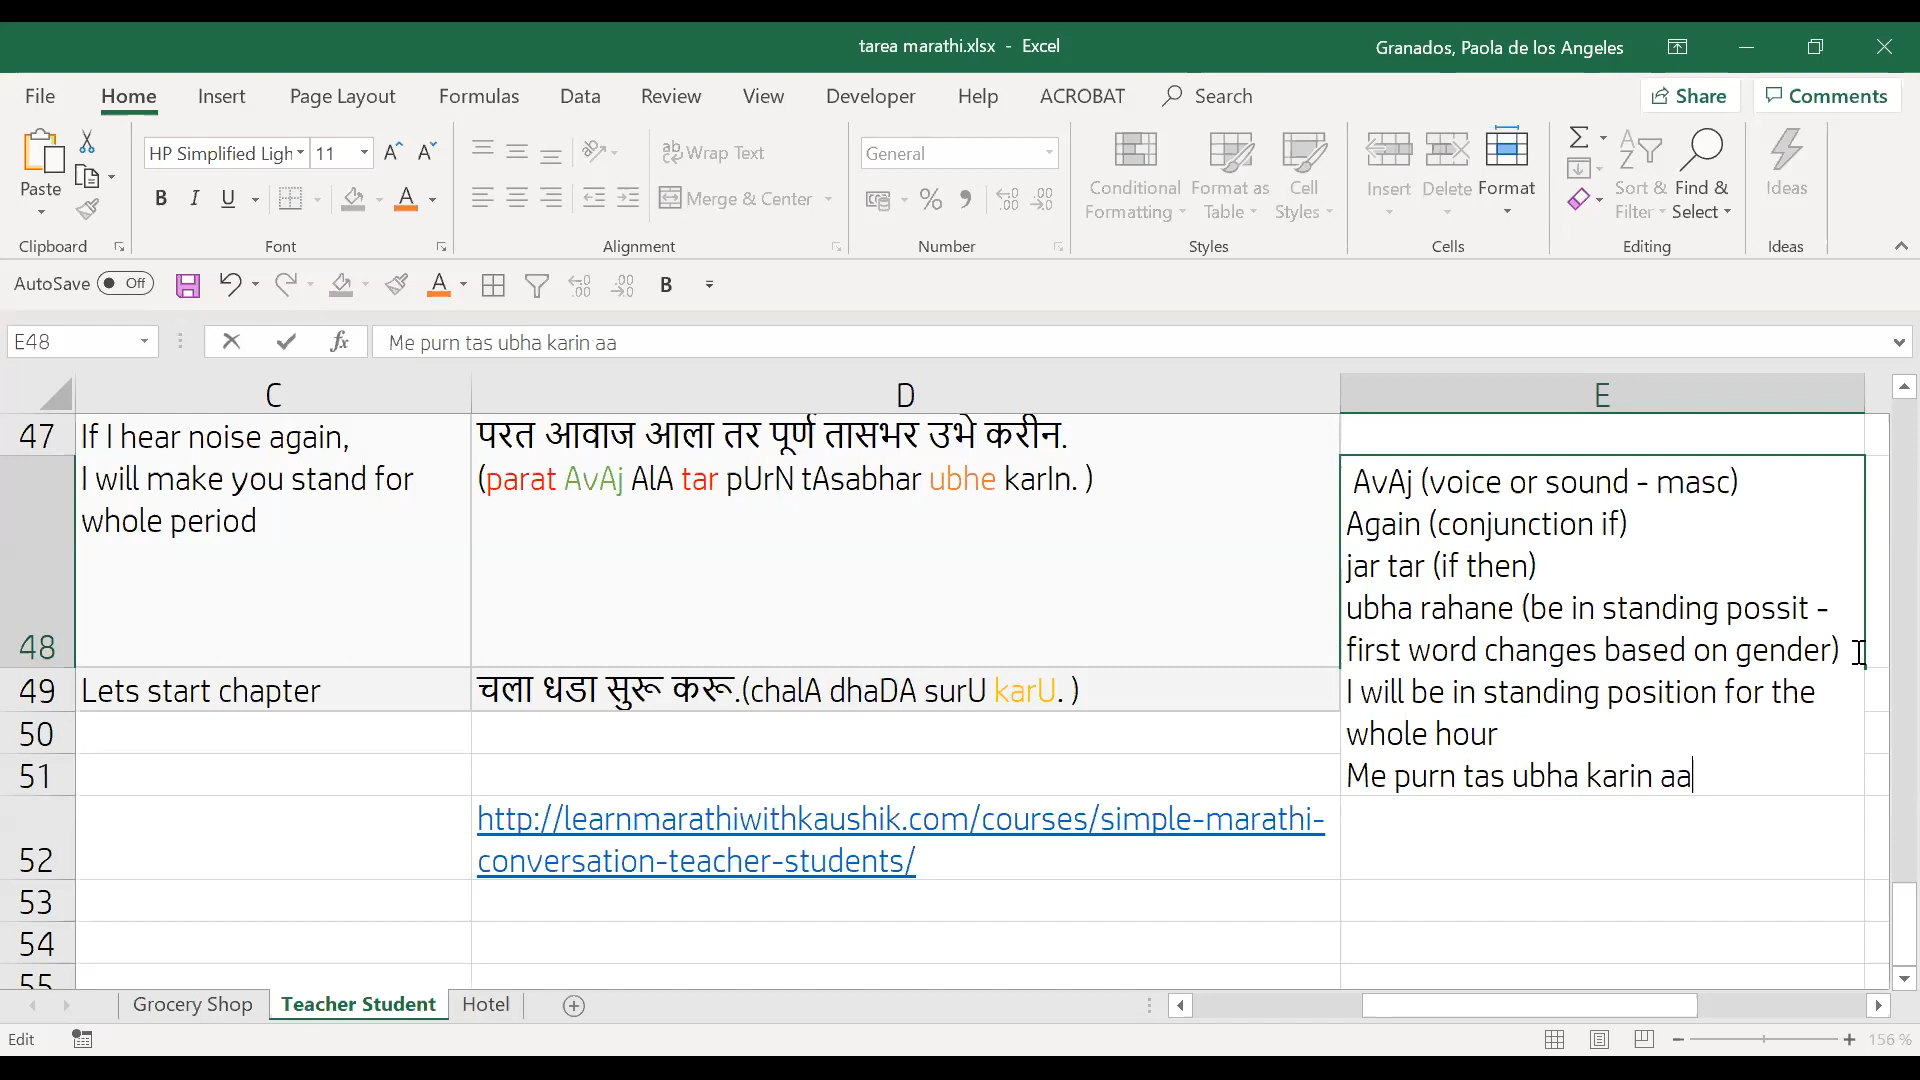 tarea marathi.xlsx - Excel
Granados, Paola de los Angeles
File Home Insert Page Layout Formulas Data Review View Developer Help ACROBAT Search Share Comments
Paste
HP Simplified Ligh 11
B I U
Wrap Text
Merge & Center
General
Conditional Formatting
Format as Table
Cell Styles
Insert Delete Format
Sort & Filter
Find & Select
Ideas
Clipboard Font Alignment Number Styles Cells Editing Ideas
AutoSave Off
B
E48
fx
Me purn tas ubha karin aa
C D E
47
If I hear noise again,
I will make you stand for
whole period
परत आवाज आला तर पूर्ण तासभर उभे करीन.
(parat AvAj AlA tar pUrN tAsabhar ubhe karIn. )
48
AvAj (voice or sound - masc)
Again (conjunction if)
jar tar (if then)
ubha rahane (be in standing possit -
first word changes based on gender)
I will be in standing position for the
whole hour
Me purn tas ubha karin aa
49
Lets start chapter
चला धडा सुरू करू.(chalA dhaDA surU karU. )
50
51
52
http://learnmarathiwithkaushik.com/courses/simple-marathi-
conversation-teacher-students/
53
54
55
Grocery Shop Teacher Student Hotel
Edit
156 %